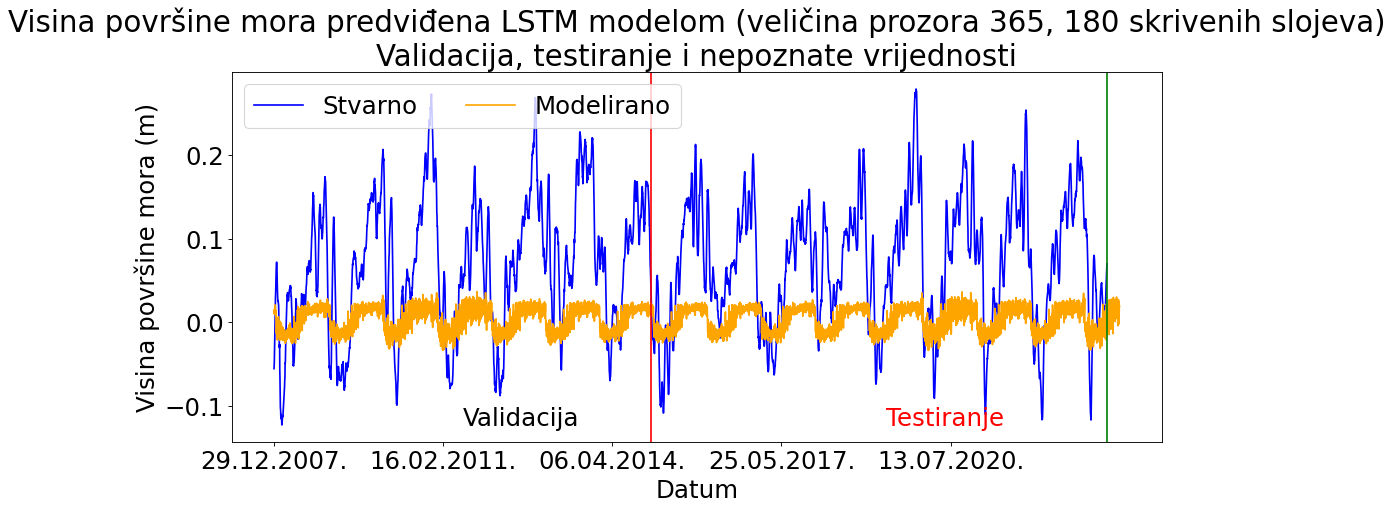 Visina površine mora predviđena LSTM modelom (veličina prozora 365, 180 skrivenih slojeva)
Validacija, testiranje i nepoznate vrijednosti
Stvarno
Modelirano
Visina površine mora (m)
0.2
0.1
0.0
−0.1
Validacija
Testiranje
29.12.2007.
16.02.2011.
06.04.2014.
25.05.2017.
13.07.2020.
Datum